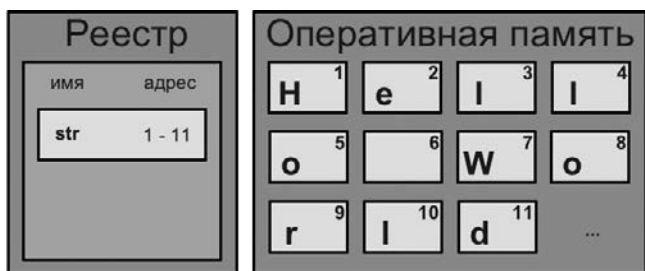 Реестр
имя адрес
str 1 - 11
Оперативная память
H 1 e 2 l 3 l 4
o 5 6 W 7 o 8
r 9 l 10 d 11 ...